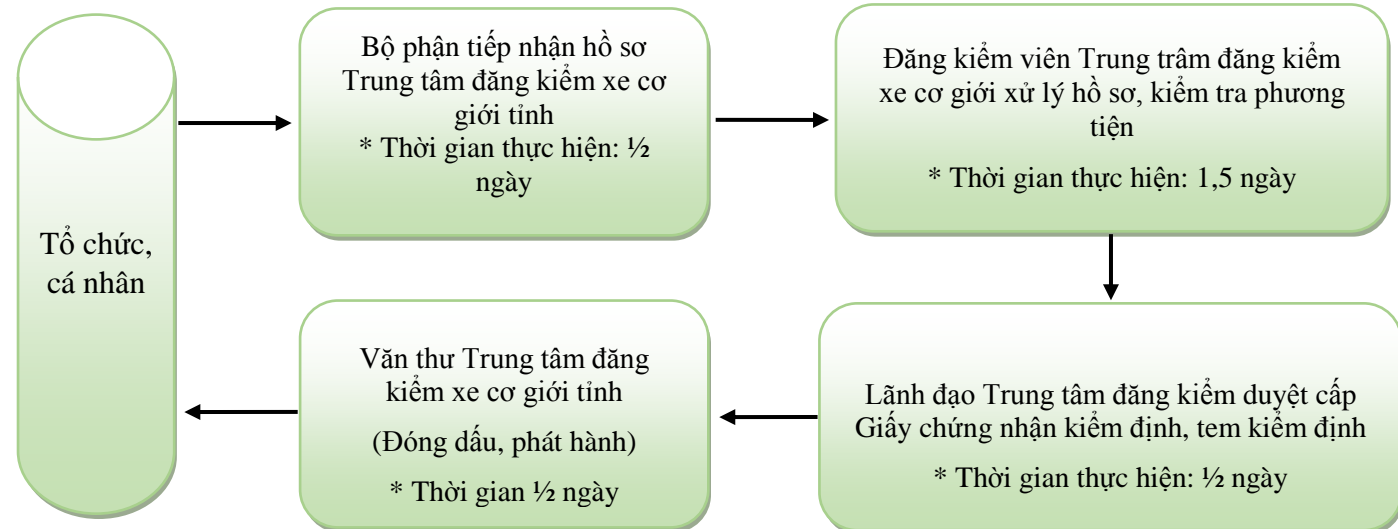 Tổ chức,
cá nhân
Bộ phận tiếp nhận hồ sơ
Trung tâm đăng kiểm xe cơ
giới tỉnh
* Thời gian thực hiện: ½
ngày
Đăng kiểm viên Trung trâm đăng kiểm
xe cơ giới xử lý hồ sơ, kiểm tra phương
tiện
* Thời gian thực hiện: 1,5 ngày
Lãnh đạo Trung tâm đăng kiểm duyệt cấp
Giấy chứng nhận kiểm định, tem kiểm định
* Thời gian thực hiện: ½ ngày
Văn thư Trung tâm đăng
kiểm xe cơ giới tỉnh
(Đóng dấu, phát hành)
* Thời gian ½ ngày